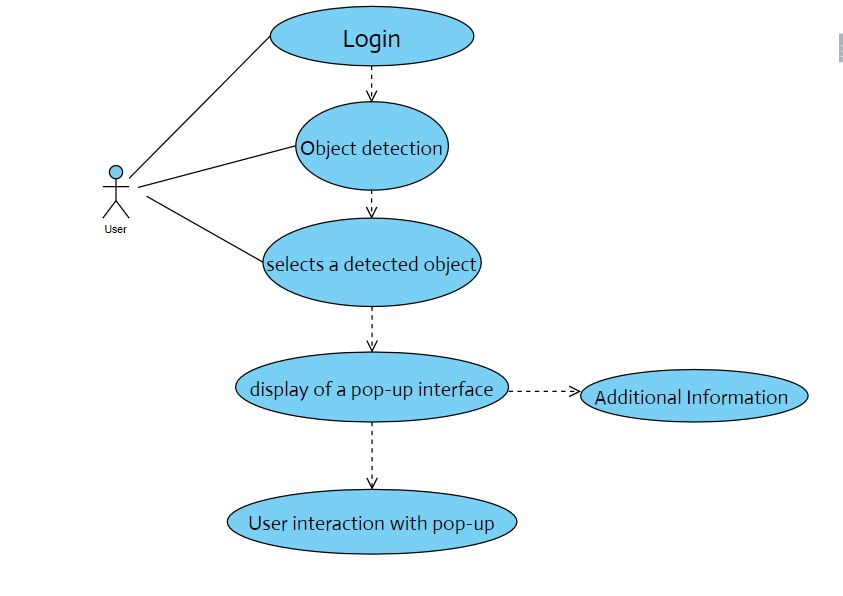 Login
Object detection
User
selects a detected object
display of a pop-up interface
Additional Information
User interaction with pop-up